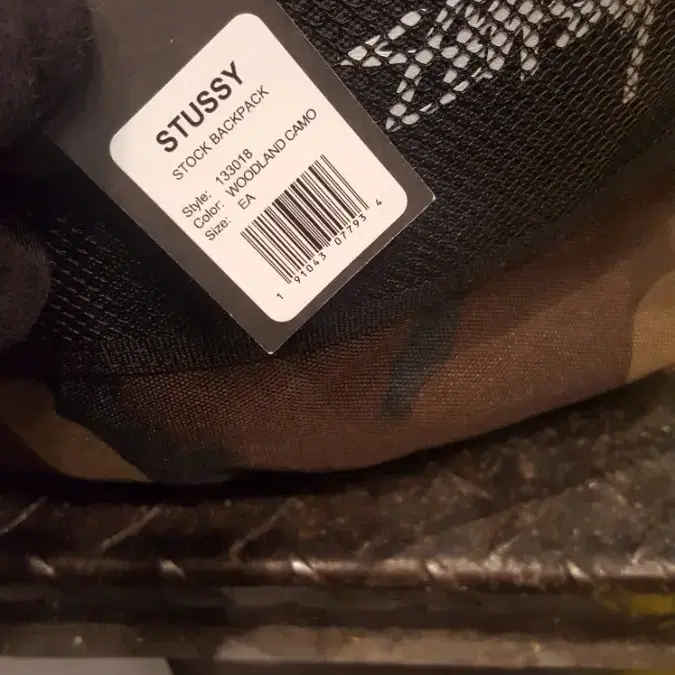 STUSSY
STOCK BACKPACK
Style: 133018
Color: WOODLAND CAMO
Size: EA
1 91043 07793 4